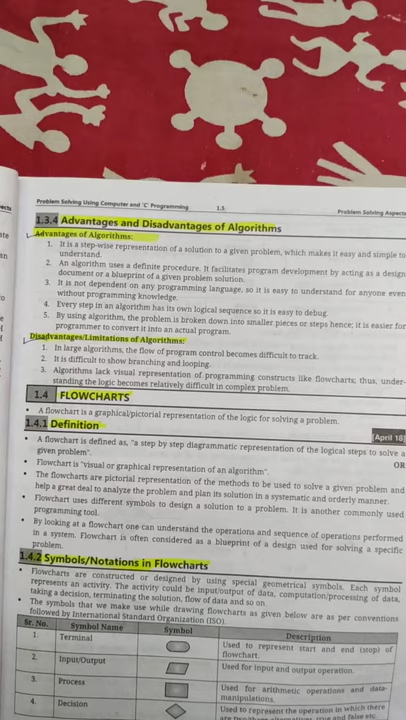 Problem Solving Using Computer and 'C' Programming 1.5 Problem Solving Aspects
1.3.4 Advantages and Disadvantages of Algorithms
Advantages of Algorithms:
1. It is a step-wise representation of a solution to a given problem, which makes it easy and simple to
understand.
2. An algorithm uses a definite procedure. It facilitates program development by acting as a design
document or a blueprint of a given problem solution.
3. It is not dependent on any programming language, so it is easy to understand for anyone even
without programming knowledge.
4. Every step in an algorithm has its own logical sequence so it is easy to debug.
5. By using algorithm, the problem is broken down into smaller pieces or steps hence; it is easier for
programmer to convert it into an actual program.
Disadvantages/Limitations of Algorithms:
1. In large algorithms, the flow of program control becomes difficult to track.
2. It is difficult to show branching and looping.
3. Algorithms lack visual representation of programming constructs like flowcharts; thus, under-
standing the logic becomes relatively difficult in complex problem.
1.4 FLOWCHARTS
• A flowchart is a graphical/pictorial representation of the logic for solving a problem.
1.4.1 Definition [April 18]
• A flowchart is defined as, "a step by step diagrammatic representation of the logical steps to solve a
given problem". OR
• Flowchart is "visual or graphical representation of an algorithm".
• The flowcharts are pictorial representation of the methods to be used to solve a given problem and
help a great deal to analyze the problem and plan its solution in a systematic and orderly manner.
• Flowchart uses different symbols to design a solution to a problem. It is another commonly used
programming tool.
• By looking at a flowchart one can understand the operations and sequence of operations performed
in a system. Flowchart is often considered as a blueprint of a design used for solving a specific
problem.
1.4.2 Symbols/Notations in Flowcharts
• Flowcharts are constructed or designed by using special geometrical symbols. Each symbol
represents an activity. The activity could be input/output of data, computation/processing of data,
taking a decision, terminating the solution, flow of data and so on.
• The symbols that we make use while drawing flowcharts as given below are as per conventions
followed by International Standard Organization (ISO).
Sr. No. Symbol Name Symbol Description
1. Terminal Used to represent start and end (stop) of
flowchart.
2. Input/Output Used for input and output operation.
3. Process Used for arithmetic operations and data-
manipulations.
4. Decision Used to represent the operation in which there